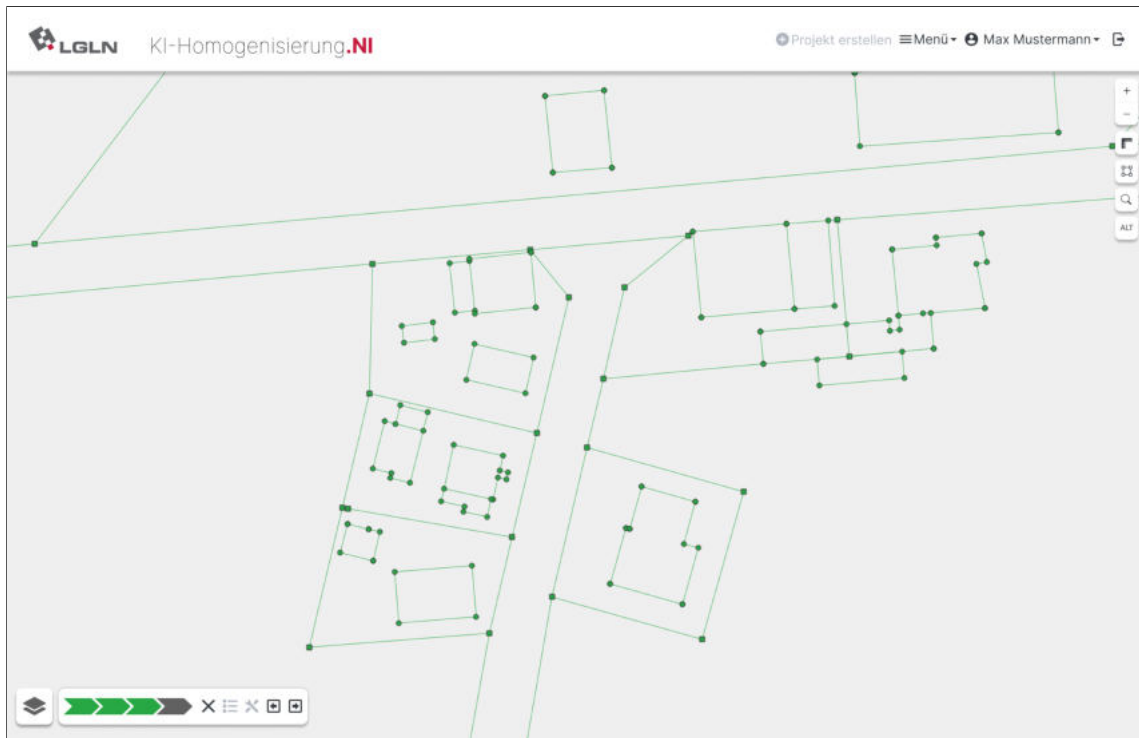 LGLN KI-Homogenisierung.NI Projekt erstellen Menü Max Mustermann
+
−
ALT